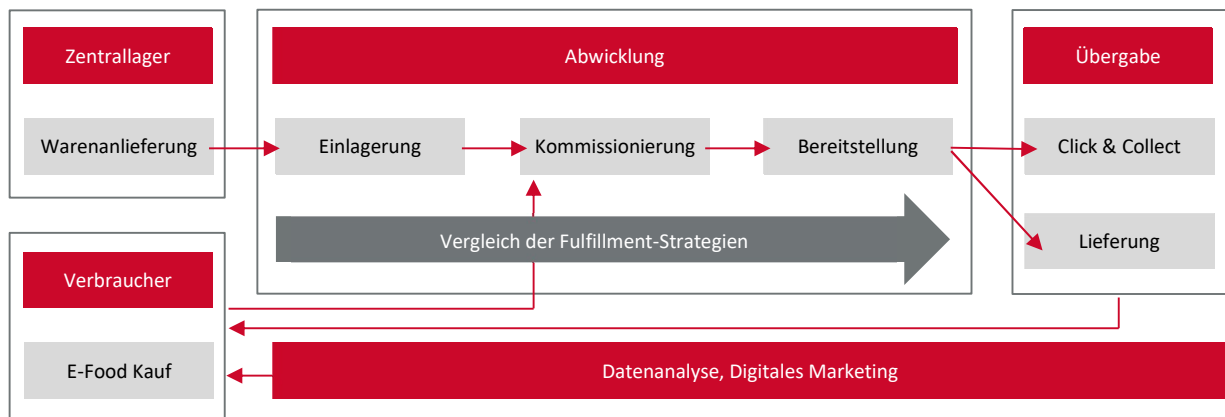 Zentrallager
Abwicklung
Übergabe
Warenanlieferung
Einlagerung
Kommissionierung
Bereitstellung
Click & Collect
Vergleich der Fulfillment-Strategien
Lieferung
Verbraucher
E-Food Kauf
Datenanalyse, Digitales Marketing